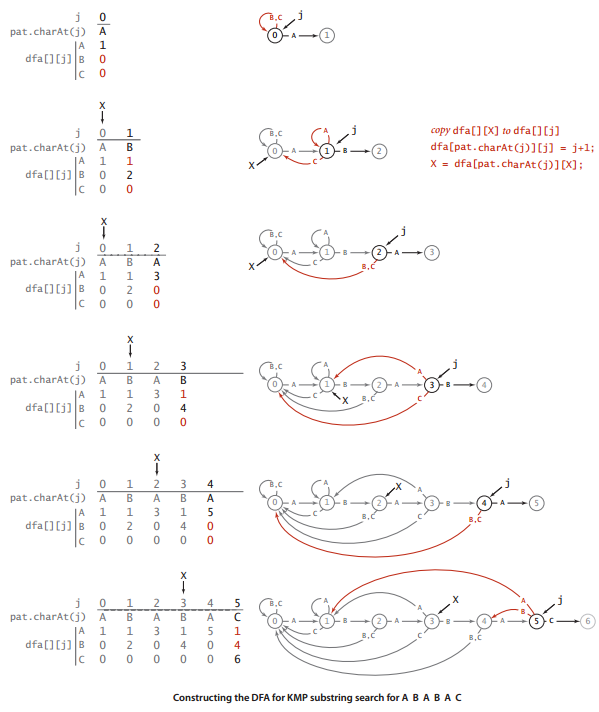 j 0
pat.charAt(j) A
A 1
dfa[][j] B 0
C 0
B,C
j
0 A 1
X
j 0 1
pat.charAt(j) A B
A 1 1
dfa[][j] B 0 2
C 0 0
B,C A j
0 A 1 B 2
X C
copy dfa[][X] to dfa[][j]
dfa[pat.charAt(j)][j] = j+1;
X = dfa[pat.charAt(j)][X];
X
j 0 1 2
pat.charAt(j) A B A
A 1 1 3
dfa[][j] B 0 2 0
C 0 0 0
B,C A j
0 A 1 B 2 A 3
X C B,C
X
j 0 1 2 3
pat.charAt(j) A B A B
A 1 1 3 1
dfa[][j] B 0 2 0 4
C 0 0 0 0
B,C A A j
0 A 1 B 2 A 3 B 4
C X B,C C
X
j 0 1 2 3 4
pat.charAt(j) A B A B A
A 1 1 3 1 5
dfa[][j] B 0 2 0 4 0
C 0 0 0 0 0
B,C A X A j
0 A 1 B 2 A 3 B 4 A 5
C B,C C B,C
X
j 0 1 2 3 4 5
pat.charAt(j) A B A B A C
A 1 1 3 1 5 1
dfa[][j] B 0 2 0 4 0 4
C 0 0 0 0 0 6
B,C A A X A B j
0 A 1 B 2 A 3 B 4 A 5 C 6
C B,C C B,C
Constructing the DFA for KMP substring search for A B A B A C